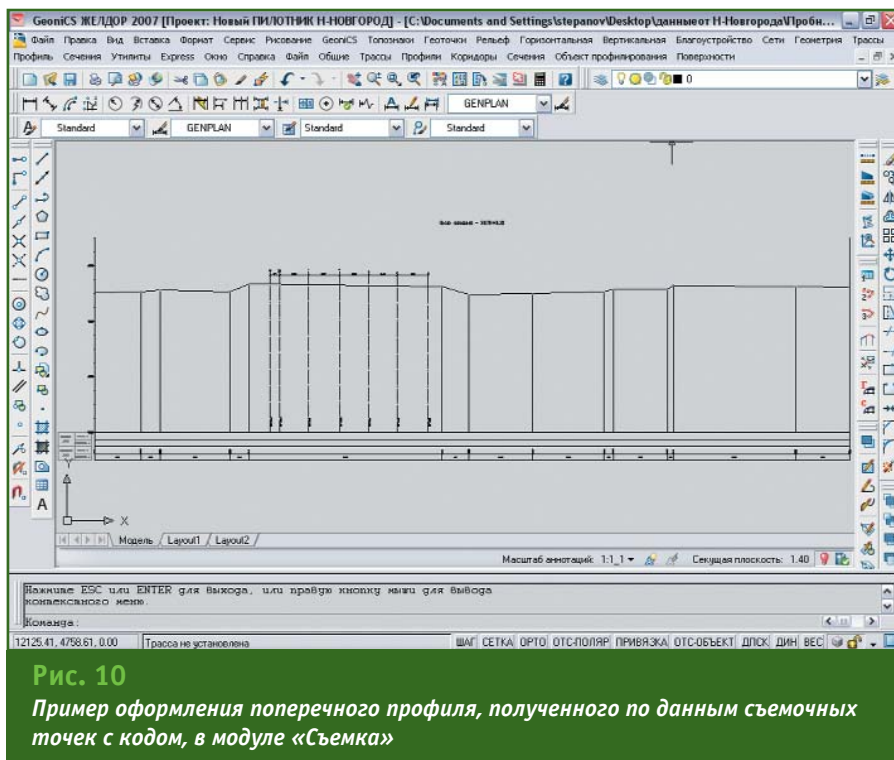 GeoniCS ЖЕЛДОР 2007 [Проект: Новый ПИЛОТНИК Н-НОВГОРОД] - [C:\Documents and Settings\stepanov\Desktop\данныеот Н-Новгорода\Пробн...
Файл Правка Вид Вставка Формат Сервис Рисование GeoniCS Топознаки Геоточки Рельеф Горизонтальная Вертикальная Благоустройство Сети Геометрия Трассы
Профили Сечения Утилиты Express Окно Справка Файл Общие Трассы Профили Коридоры Сечения Объект профилирования Поверхности
0
GENPLAN
Standard GENPLAN Standard Standard
Y
X
Модель Layout1 Layout2
Масштаб аннотаций: 1:1_1 Секущая плоскость: 1.40
Нажмите ESC или ENTER для выхода, или правую кнопку мыши для вывода
контекстного меню.
Команда:
12125.41, 4758.61, 0.00 Трасса не установлена ШАГ СЕТКА ОРТО ОТС-ПОЛЯР ПРИВЯЗКА ОТС-ОБЪЕКТ ДПСК ДИН ВЕС
Рис. 10
Пример оформления поперечного профиля, полученного по данным съемочных
точек с кодом, в модуле «Съемка»